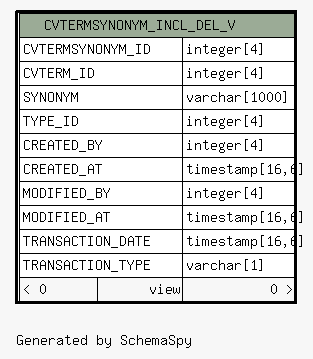 CVTERMSYNONYM_INCL_DEL_V
CVTERMSYNONYM_ID integer[4]
CVTERM_ID integer[4]
SYNONYM varchar[1000]
TYPE_ID integer[4]
CREATED_BY integer[4]
CREATED_AT timestamp[16,6]
MODIFIED_BY integer[4]
MODIFIED_AT timestamp[16,6]
TRANSACTION_DATE timestamp[16,6]
TRANSACTION_TYPE varchar[1]
< 0 view 0 >
Generated by SchemaSpy